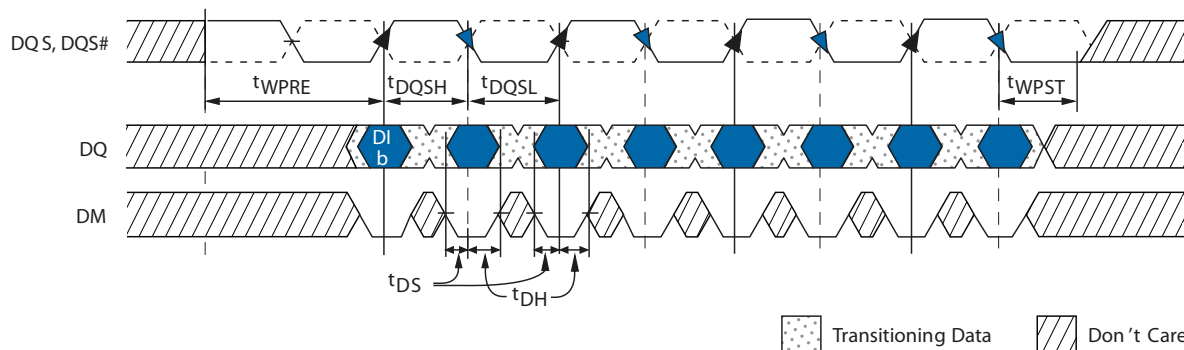 DQS, DQS#
tWPRE
tDQSH
tDQSL
tWPST
DQ
DI
b
DM
tDS
tDH
Transitioning Data
Don't Care